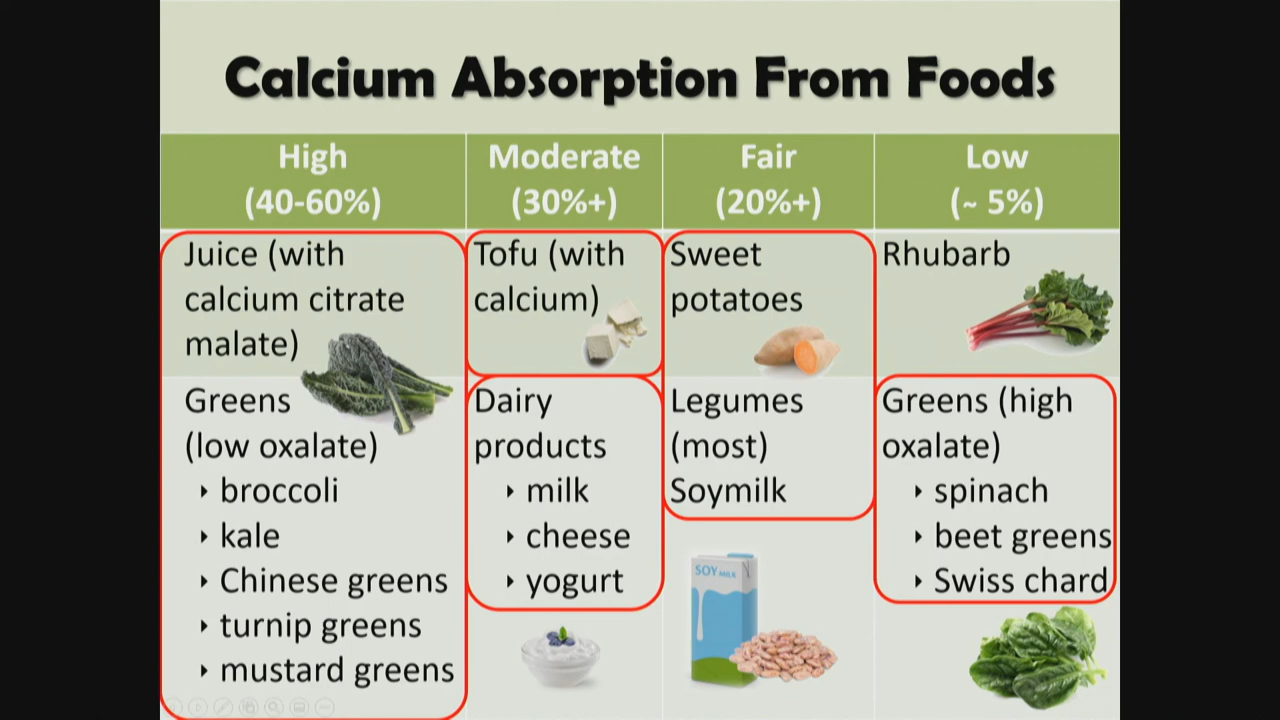 Calcium Absorption From Foods
High
(40-60%)
Moderate
(30%+)
Fair
(20%+)
Low
(~ 5%)
Juice (with
calcium citrate
malate)
Tofu (with
calcium)
Sweet
potatoes
Rhubarb
Greens
(low oxalate)
‣ broccoli
‣ kale
‣ Chinese greens
‣ turnip greens
‣ mustard greens
Dairy
products
‣ milk
‣ cheese
‣ yogurt
Legumes
(most)
Soymilk
SOY MILK
Greens (high
oxalate)
‣ spinach
‣ beet greens
‣ Swiss chard